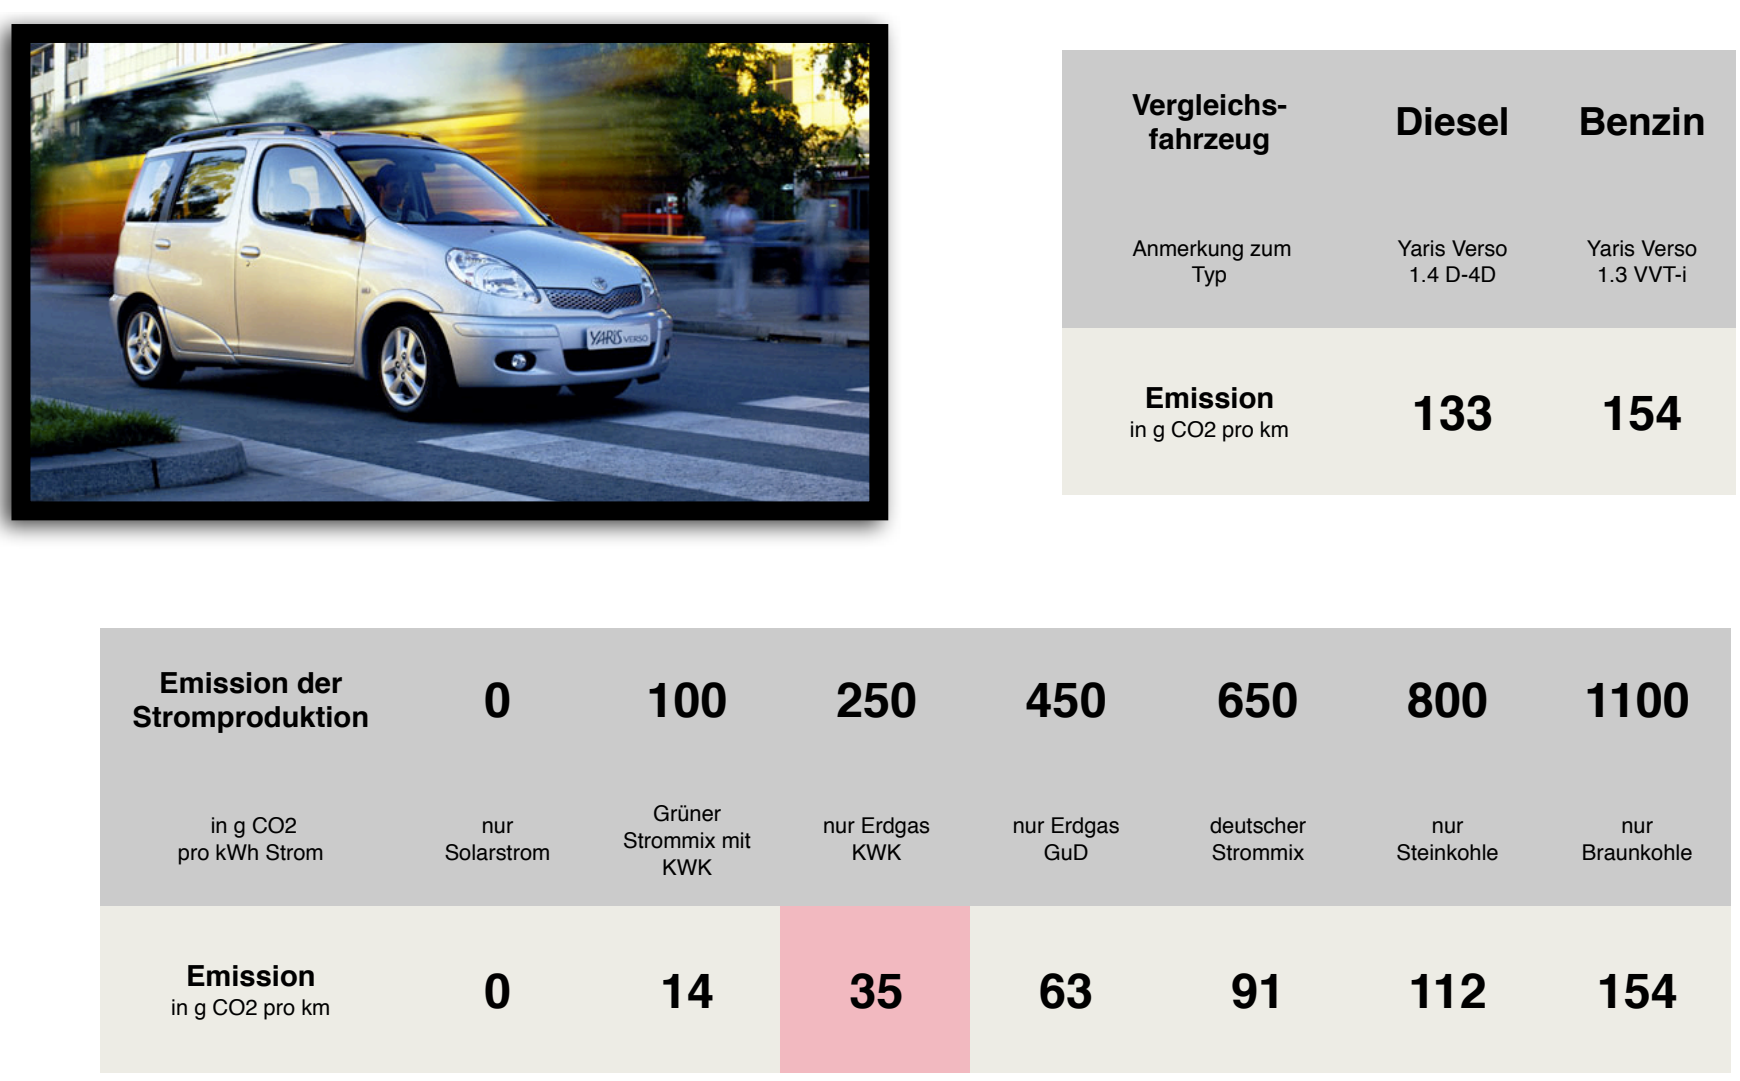 YARIS VERSO
Vergleichs-
fahrzeug
Diesel
Benzin
Anmerkung zum
Typ
Yaris Verso
1.4 D-4D
Yaris Verso
1.3 VVT-i
Emission
in g CO2 pro km
133
154
Emission der
Stromproduktion
0
100
250
450
650
800
1100
in g CO2
pro kWh Strom
nur
Solarstrom
Grüner
Strommix mit
KWK
nur Erdgas
KWK
nur Erdgas
GuD
deutscher
Strommix
nur
Steinkohle
nur
Braunkohle
Emission
in g CO2 pro km
0
14
35
63
91
112
154